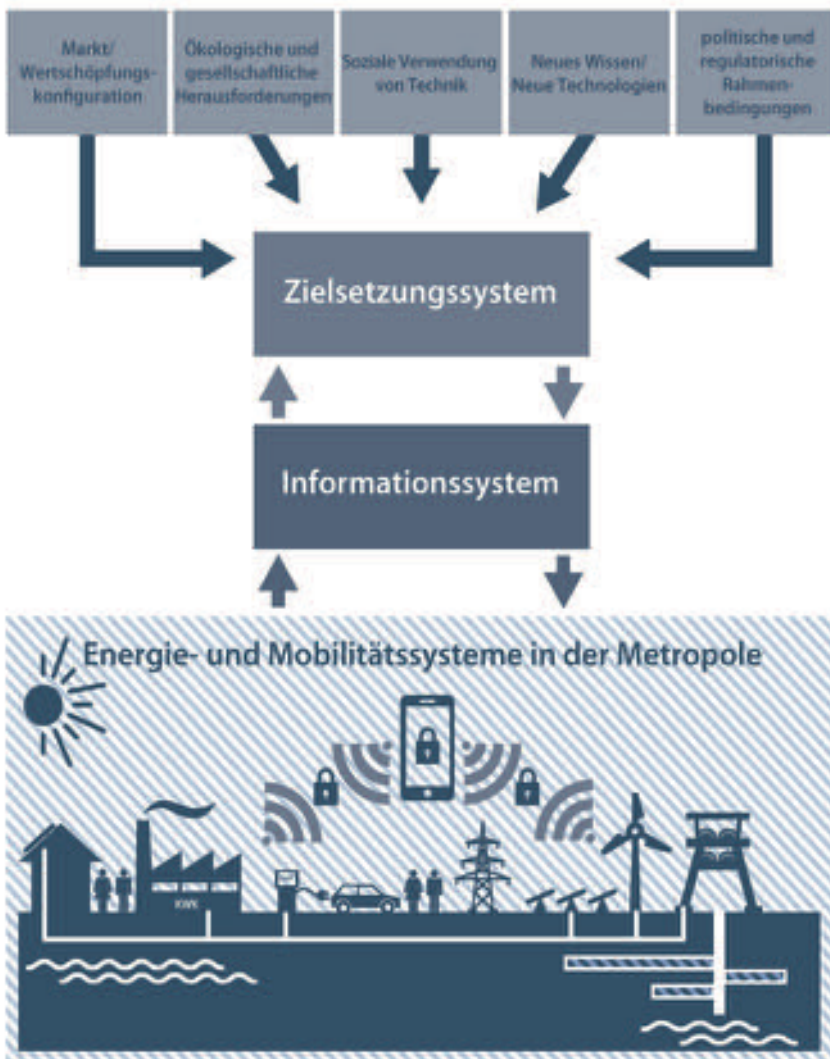 Markt/
Wertschöpfungs-
konfiguration
Ökologische und
gesellschaftliche
Herausforderungen
Soziale Verwendung
von Technik
Neues Wissen/
Neue Technologien
politische und
regulatorische
Rahmen-
bedingungen
Zielsetzungssystem
Informationssystem
Energie- und Mobilitätssysteme in der Metropole
KWK